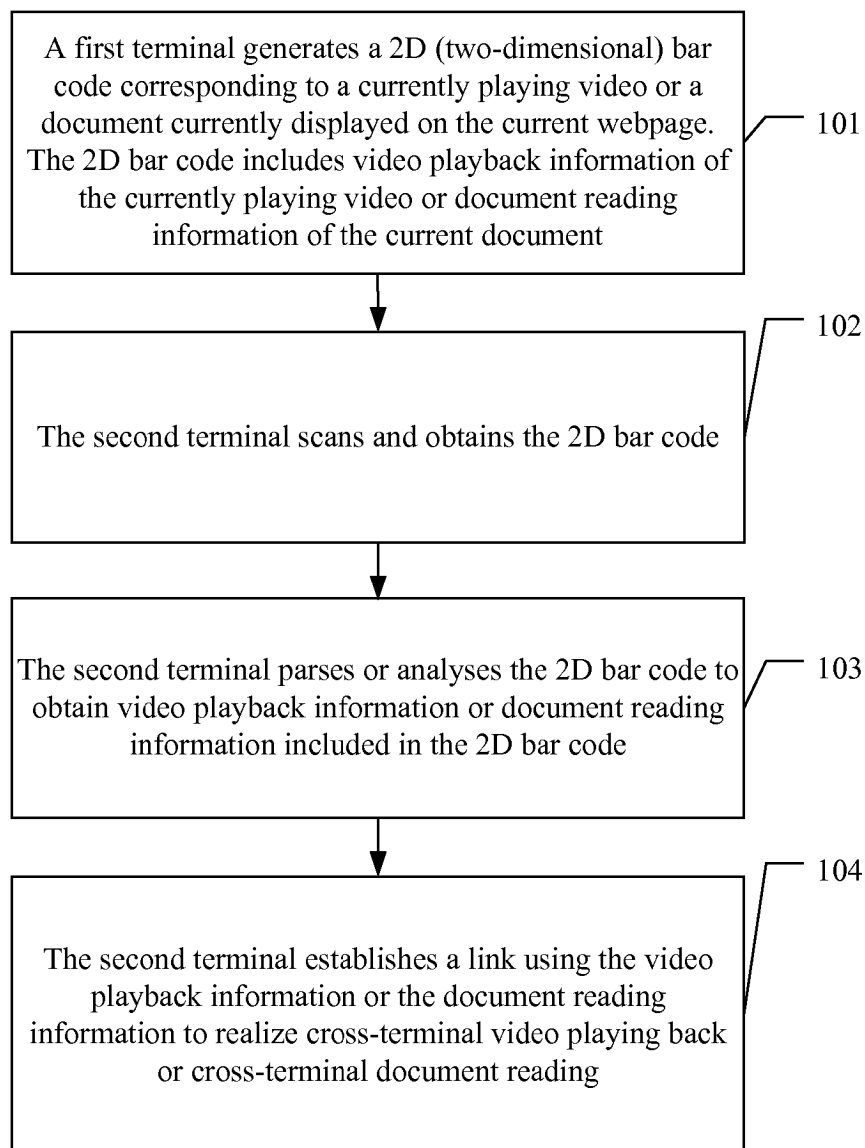 A first terminal generates a 2D (two-dimensional) bar
code corresponding to a currently playing video or a
document currently displayed on the current webpage.
The 2D bar code includes video playback information of
the currently playing video or document reading
information of the current document
101
The second terminal scans and obtains the 2D bar code
102
The second terminal parses or analyses the 2D bar code to
obtain video playback information or document reading
information included in the 2D bar code
103
The second terminal establishes a link using the video
playback information or the document reading
information to realize cross-terminal video playing back
or cross-terminal document reading
104